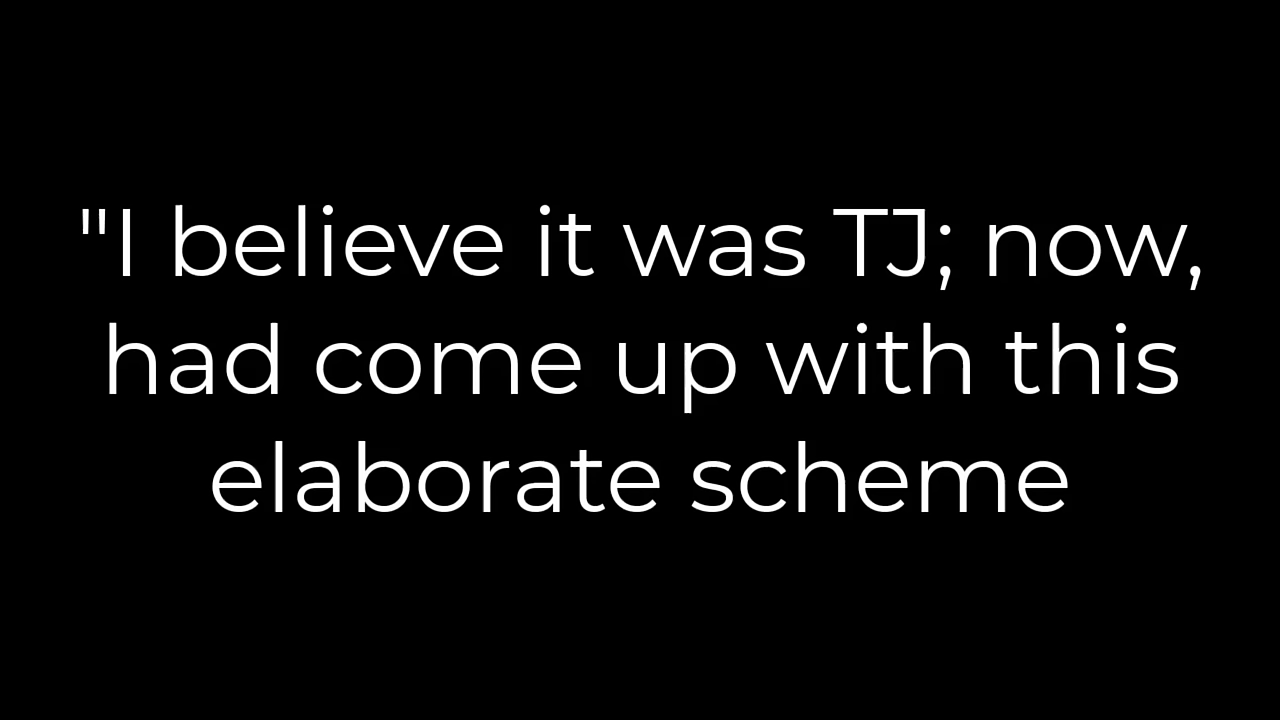 "I believe it was TJ; now,
had come up with this
elaborate scheme